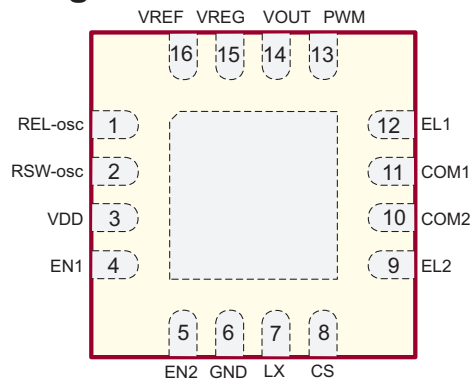 VREF VREG VOUT PWM
16 15 14 13
REL-osc 1 12 EL1
RSW-osc 2 11 COM1
VDD 3 10 COM2
EN1 4 9 EL2
5 6 7 8
EN2 GND LX CS